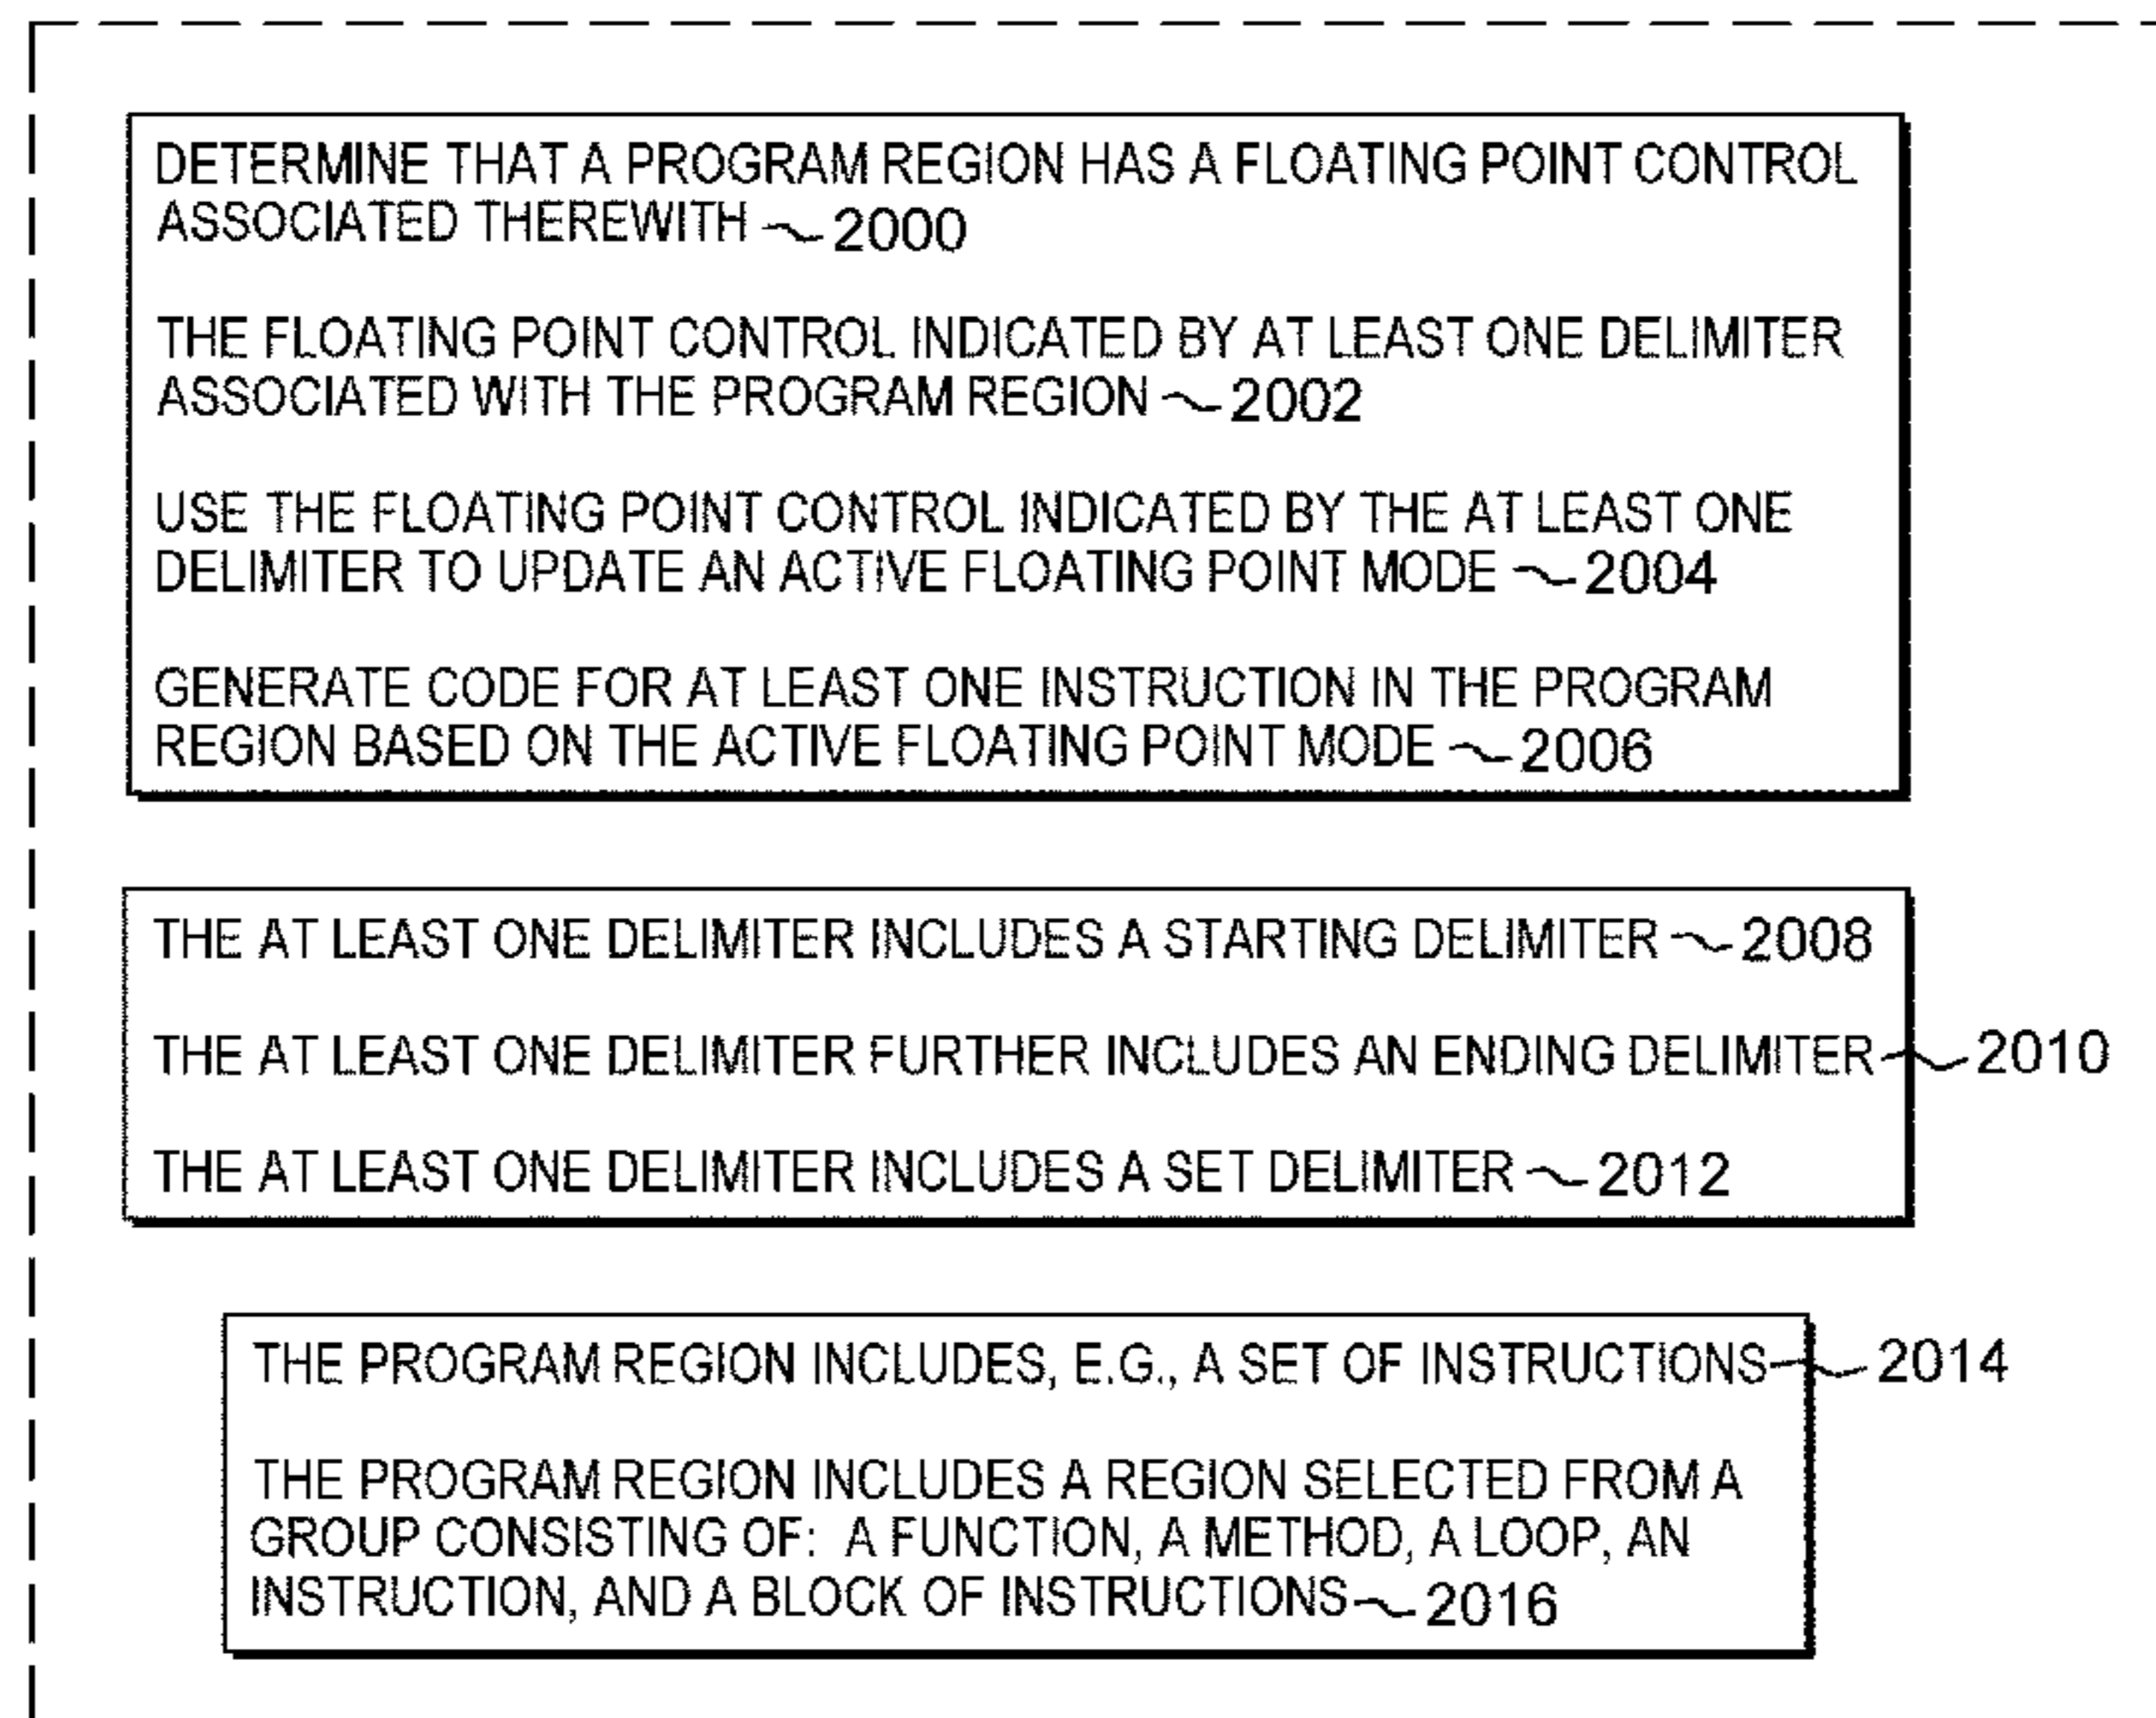 DETERMINE THAT A PROGRAM REGION HAS A FLOATING POINT CONTROL
ASSOCIATED THEREWITH 2000
THE FLOATING POINT CONTROL INDICATED BY AT LEAST ONE DELIMITER
ASSOCIATED WITH THE PROGRAM REGION 2002
USE THE FLOATING POINT CONTROL INDICATED BY THE AT LEAST ONE
DELIMITER TO UPDATE AN ACTIVE FLOATING POINT MODE 2004
GENERATE CODE FOR AT LEAST ONE INSTRUCTION IN THE PROGRAM
REGION BASED ON THE ACTIVE FLOATING POINT MODE 2006
THE AT LEAST ONE DELIMITER INCLUDES A STARTING DELIMITER 2008
THE AT LEAST ONE DELIMITER FURTHER INCLUDES AN ENDING DELIMITER 2010
THE AT LEAST ONE DELIMITER INCLUDES A SET DELIMITER 2012
THE PROGRAM REGION INCLUDES, E.G., A SET OF INSTRUCTIONS 2014
THE PROGRAM REGION INCLUDES A REGION SELECTED FROM A
GROUP CONSISTING OF: A FUNCTION, A METHOD, A LOOP, AN
INSTRUCTION, AND A BLOCK OF INSTRUCTIONS 2016